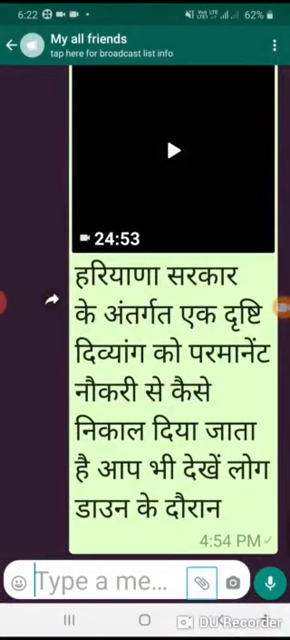 6:22
62%
My all friends
tap here for broadcast list info
24:53
हरियाणा सरकार
के अंतर्गत एक दृष्टि
दिव्यांग को परमानेंट
नौकरी से कैसे
निकाल दिया जाता
है आप भी देखें लोग
डाउन के दौरान
4:54 PM
Type a me...
DU Recorder